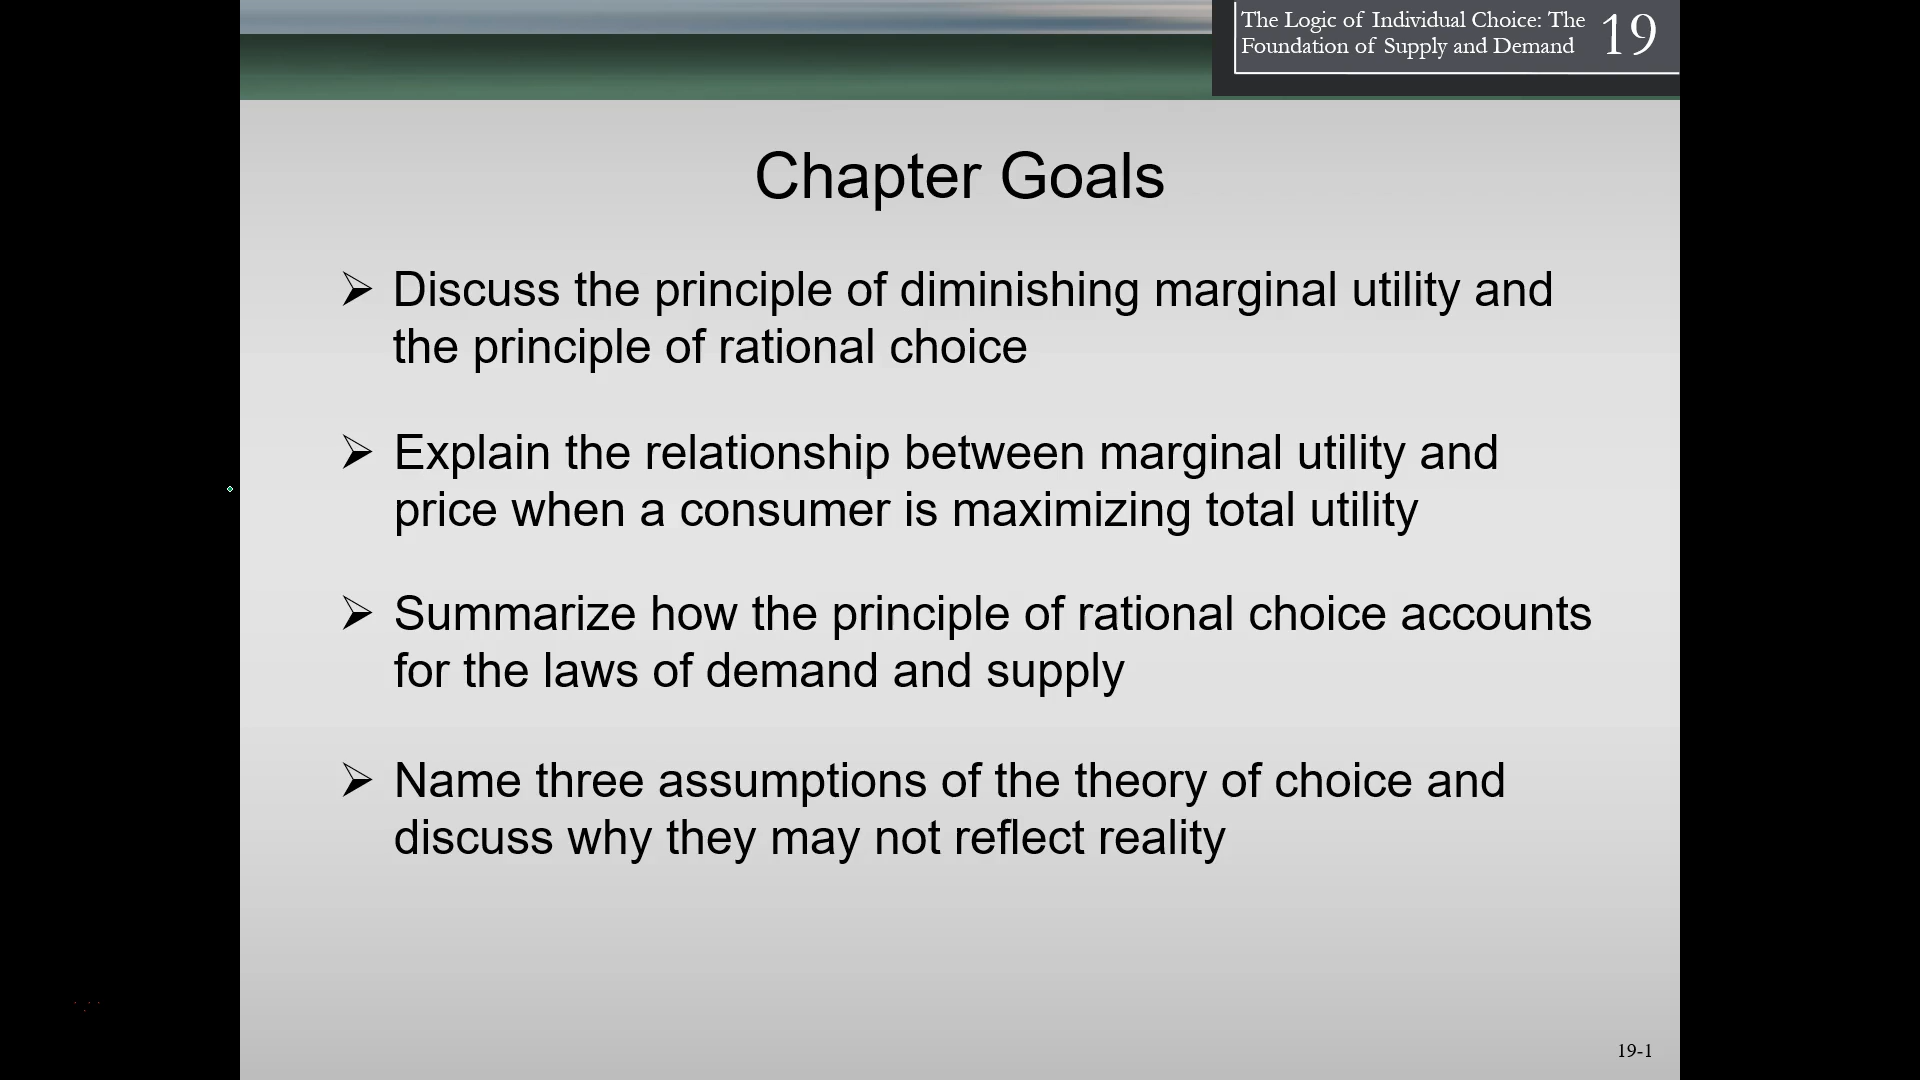 The Logic of Individual Choice: The
Foundation of Supply and Demand
19
Chapter Goals
➢ Discuss the principle of diminishing marginal utility and
the principle of rational choice
➢ Explain the relationship between marginal utility and
price when a consumer is maximizing total utility
➢ Summarize how the principle of rational choice accounts
for the laws of demand and supply
➢ Name three assumptions of the theory of choice and
discuss why they may not reflect reality
19-1